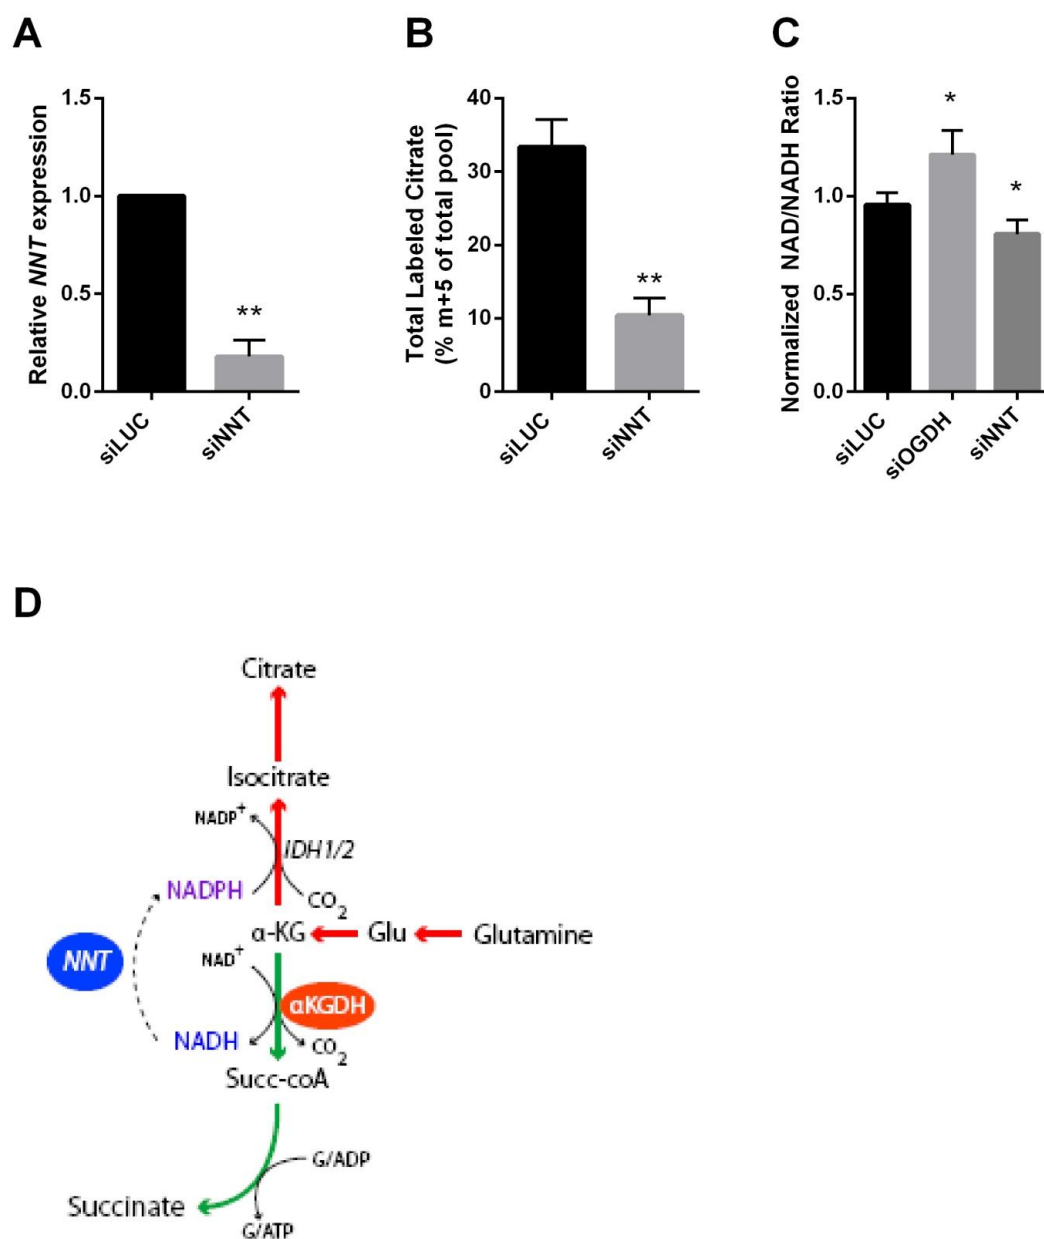 A
Relative NNT expression
1.5
1.0
0.5
0.0
**
siLUC
siNNT
B
Total Labeled Citrate
(% m+5 of total pool)
40
30
20
10
0
**
siLUC
siNNT
C
Normalized NAD/NADH Ratio
1.5
1.0
0.5
0.0
*
*
siLUC
siOGDH
siNNT
D
Citrate
Isocitrate
NADP+
IDH1/2
NADPH
CO2
α-KG
Glu
Glutamine
NNT
NAD+
αKGDH
NADH
CO2
Succ-coA
G/ADP
Succinate
G/ATP